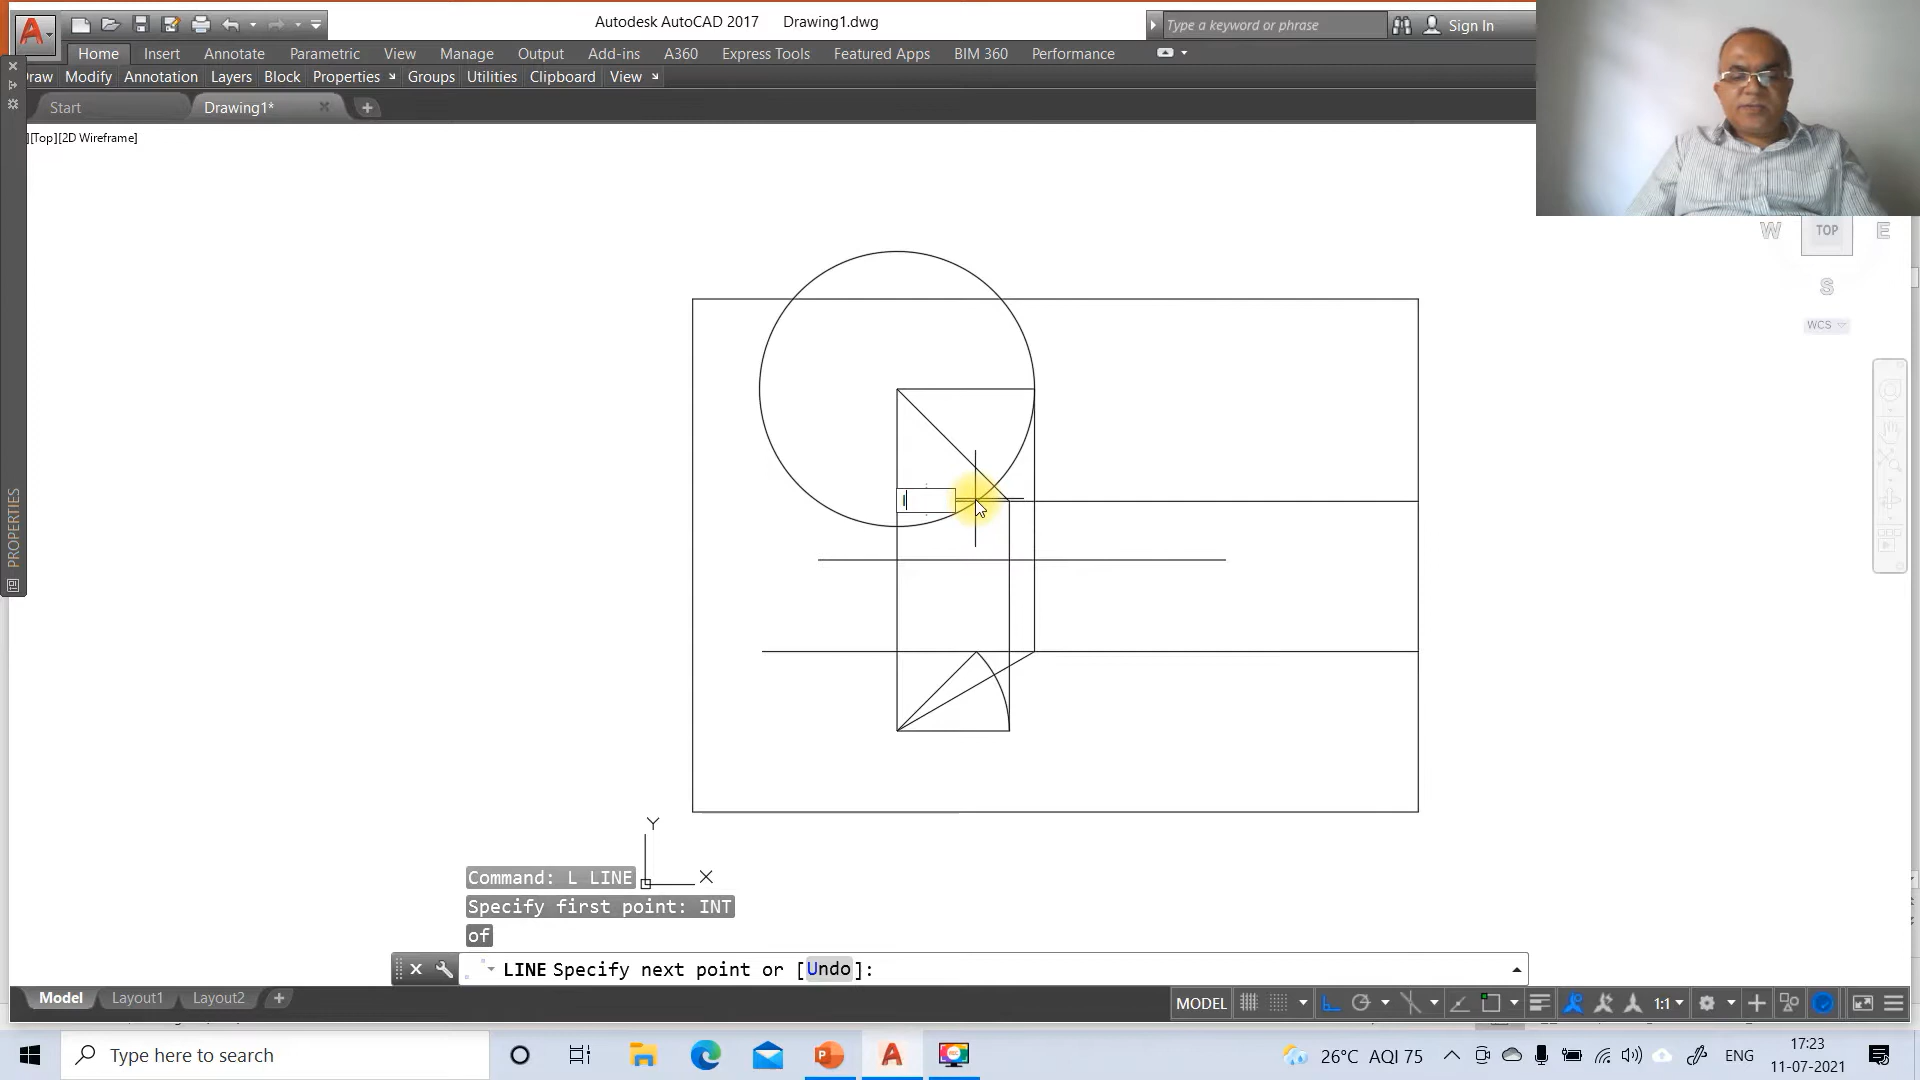 Autodesk AutoCAD 2017 Drawing1.dwg
Type a keyword or phrase
Sign In
Home Insert Annotate Parametric View Manage Output Add-ins A360 Express Tools Featured Apps BIM 360 Performance
raw Modify Annotation Layers Block Properties Groups Utilities Clipboard View
Start Drawing1*
][Top][2D Wireframe]
W TOP E
S
WCS
PROPERTIES
I
Y
X
Command: L LINE
Specify first point: INT
of
LINE Specify next point or [Undo]:
Model Layout1 Layout2
MODEL 1:1
Type here to search
26°C AQI 75
ENG
17:23
11-07-2021